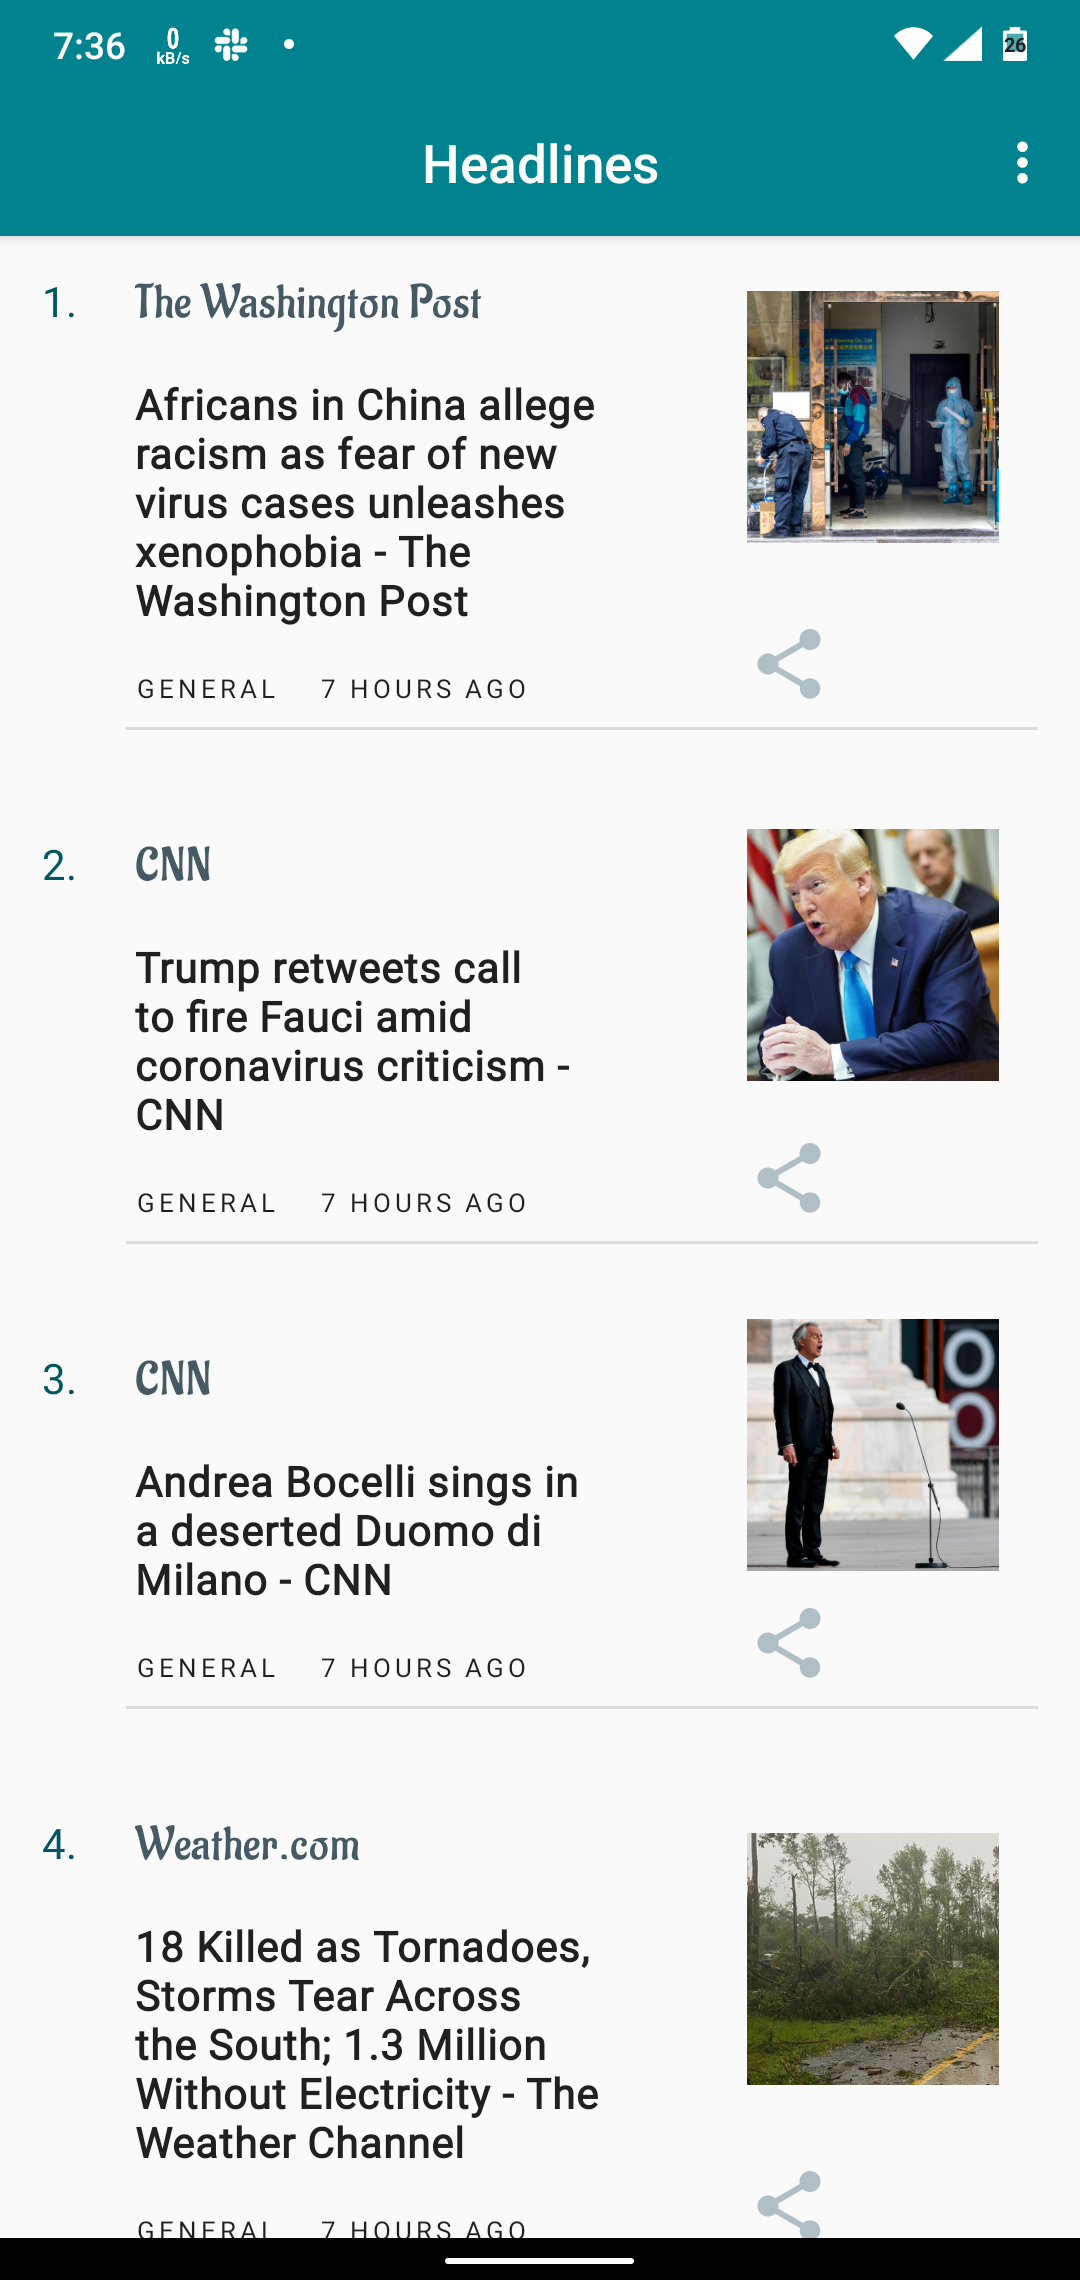 7:36
0
kB/s
26
Headlines
1.
The Washington Post
Africans in China allege
racism as fear of new
virus cases unleashes
xenophobia - The
Washington Post
GENERAL 7 HOURS AGO
2.
CNN
Trump retweets call
to fire Fauci amid
coronavirus criticism -
CNN
GENERAL 7 HOURS AGO
3.
CNN
Andrea Bocelli sings in
a deserted Duomo di
Milano - CNN
GENERAL 7 HOURS AGO
4.
Weather.com
18 Killed as Tornadoes,
Storms Tear Across
the South; 1.3 Million
Without Electricity - The
Weather Channel
GENERAL 7 HOURS AGO